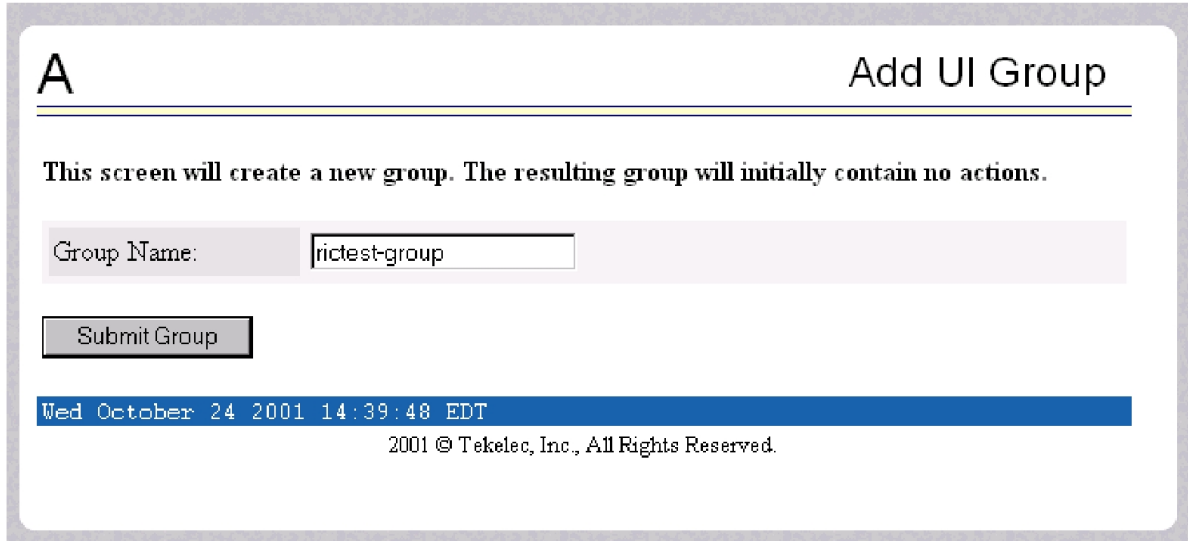 A
Add UI Group
This screen will create a new group. The resulting group will initially contain no actions.
Group Name:
rictest-group
Submit Group
Wed October 24 2001 14:39:48 EDT
2001 © Tekelec, Inc., All Rights Reserved.